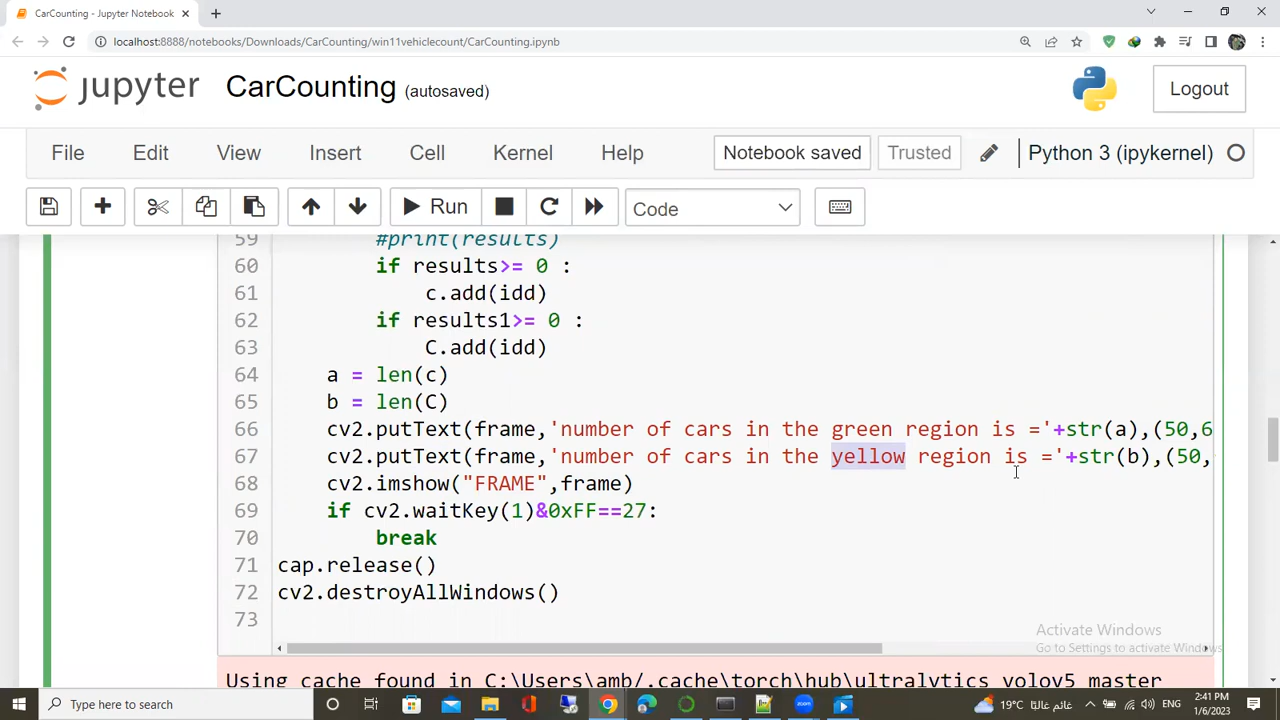 CarCounting - Jupyter Notebook
localhost:8888/notebooks/Downloads/CarCounting/win11vehiclecount/CarCounting.ipynb
jupyter CarCounting (autosaved) Logout
File Edit View Insert Cell Kernel Help Notebook saved Trusted Python 3 (ipykernel)
Run Code
59 #print(results)
60 if results>= 0 :
61 c.add(idd)
62 if results1>= 0 :
63 C.add(idd)
64 a = len(c)
65 b = len(C)
66 cv2.putText(frame,'number of cars in the green region is ='+str(a),(50,6
67 cv2.putText(frame,'number of cars in the yellow region is ='+str(b),(50,
68 cv2.imshow("FRAME",frame)
69 if cv2.waitKey(1)&0xFF==27:
70 break
71 cap.release()
72 cv2.destroyAllWindows()
73
Activate Windows
Go to Settings to activate Windows.
Using cache found in C:\Users\amb/.cache\torch\hub\ultralytics_yolov5_master
Type here to search
19°C غائم غالبًا ENG 2:41 PM
1/6/2023